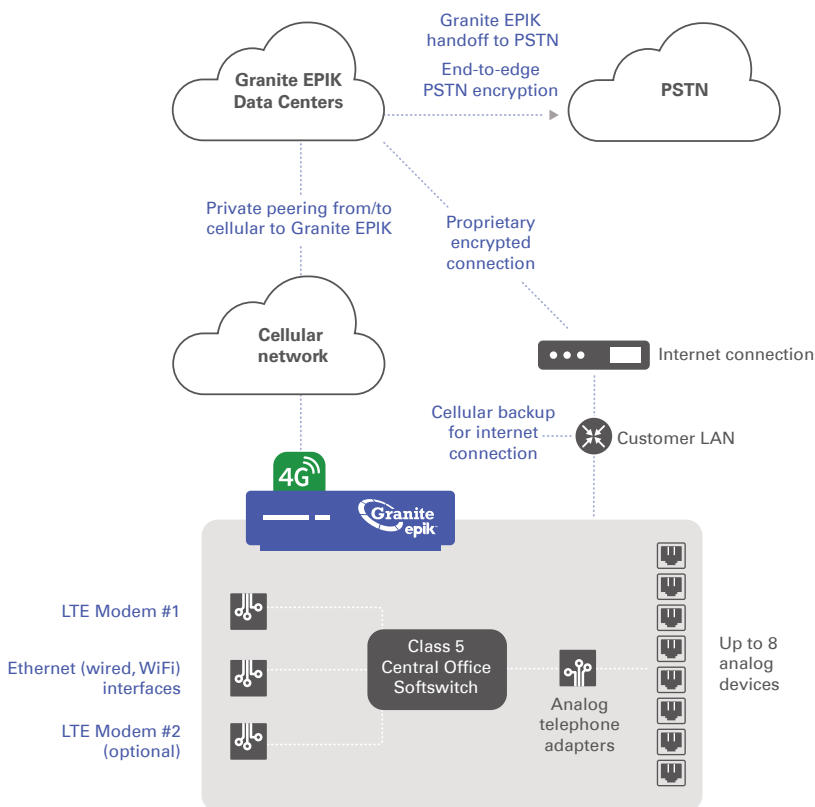 Granite EPIK
handoff to PSTN
End-to-edge
PSTN encryption
Granite EPIK
Data Centers
PSTN
Private peering from/to
cellular to Granite EPIK
Proprietary
encrypted
connection
Cellular
network
Internet connection
Cellular backup
for internet
connection
Customer LAN
4G
Granite
epik
LTE Modem #1
Ethernet (wired, WiFi)
interfaces
LTE Modem #2
(optional)
Class 5
Central Office
Softswitch
Analog
telephone
adapters
Up to 8
analog
devices